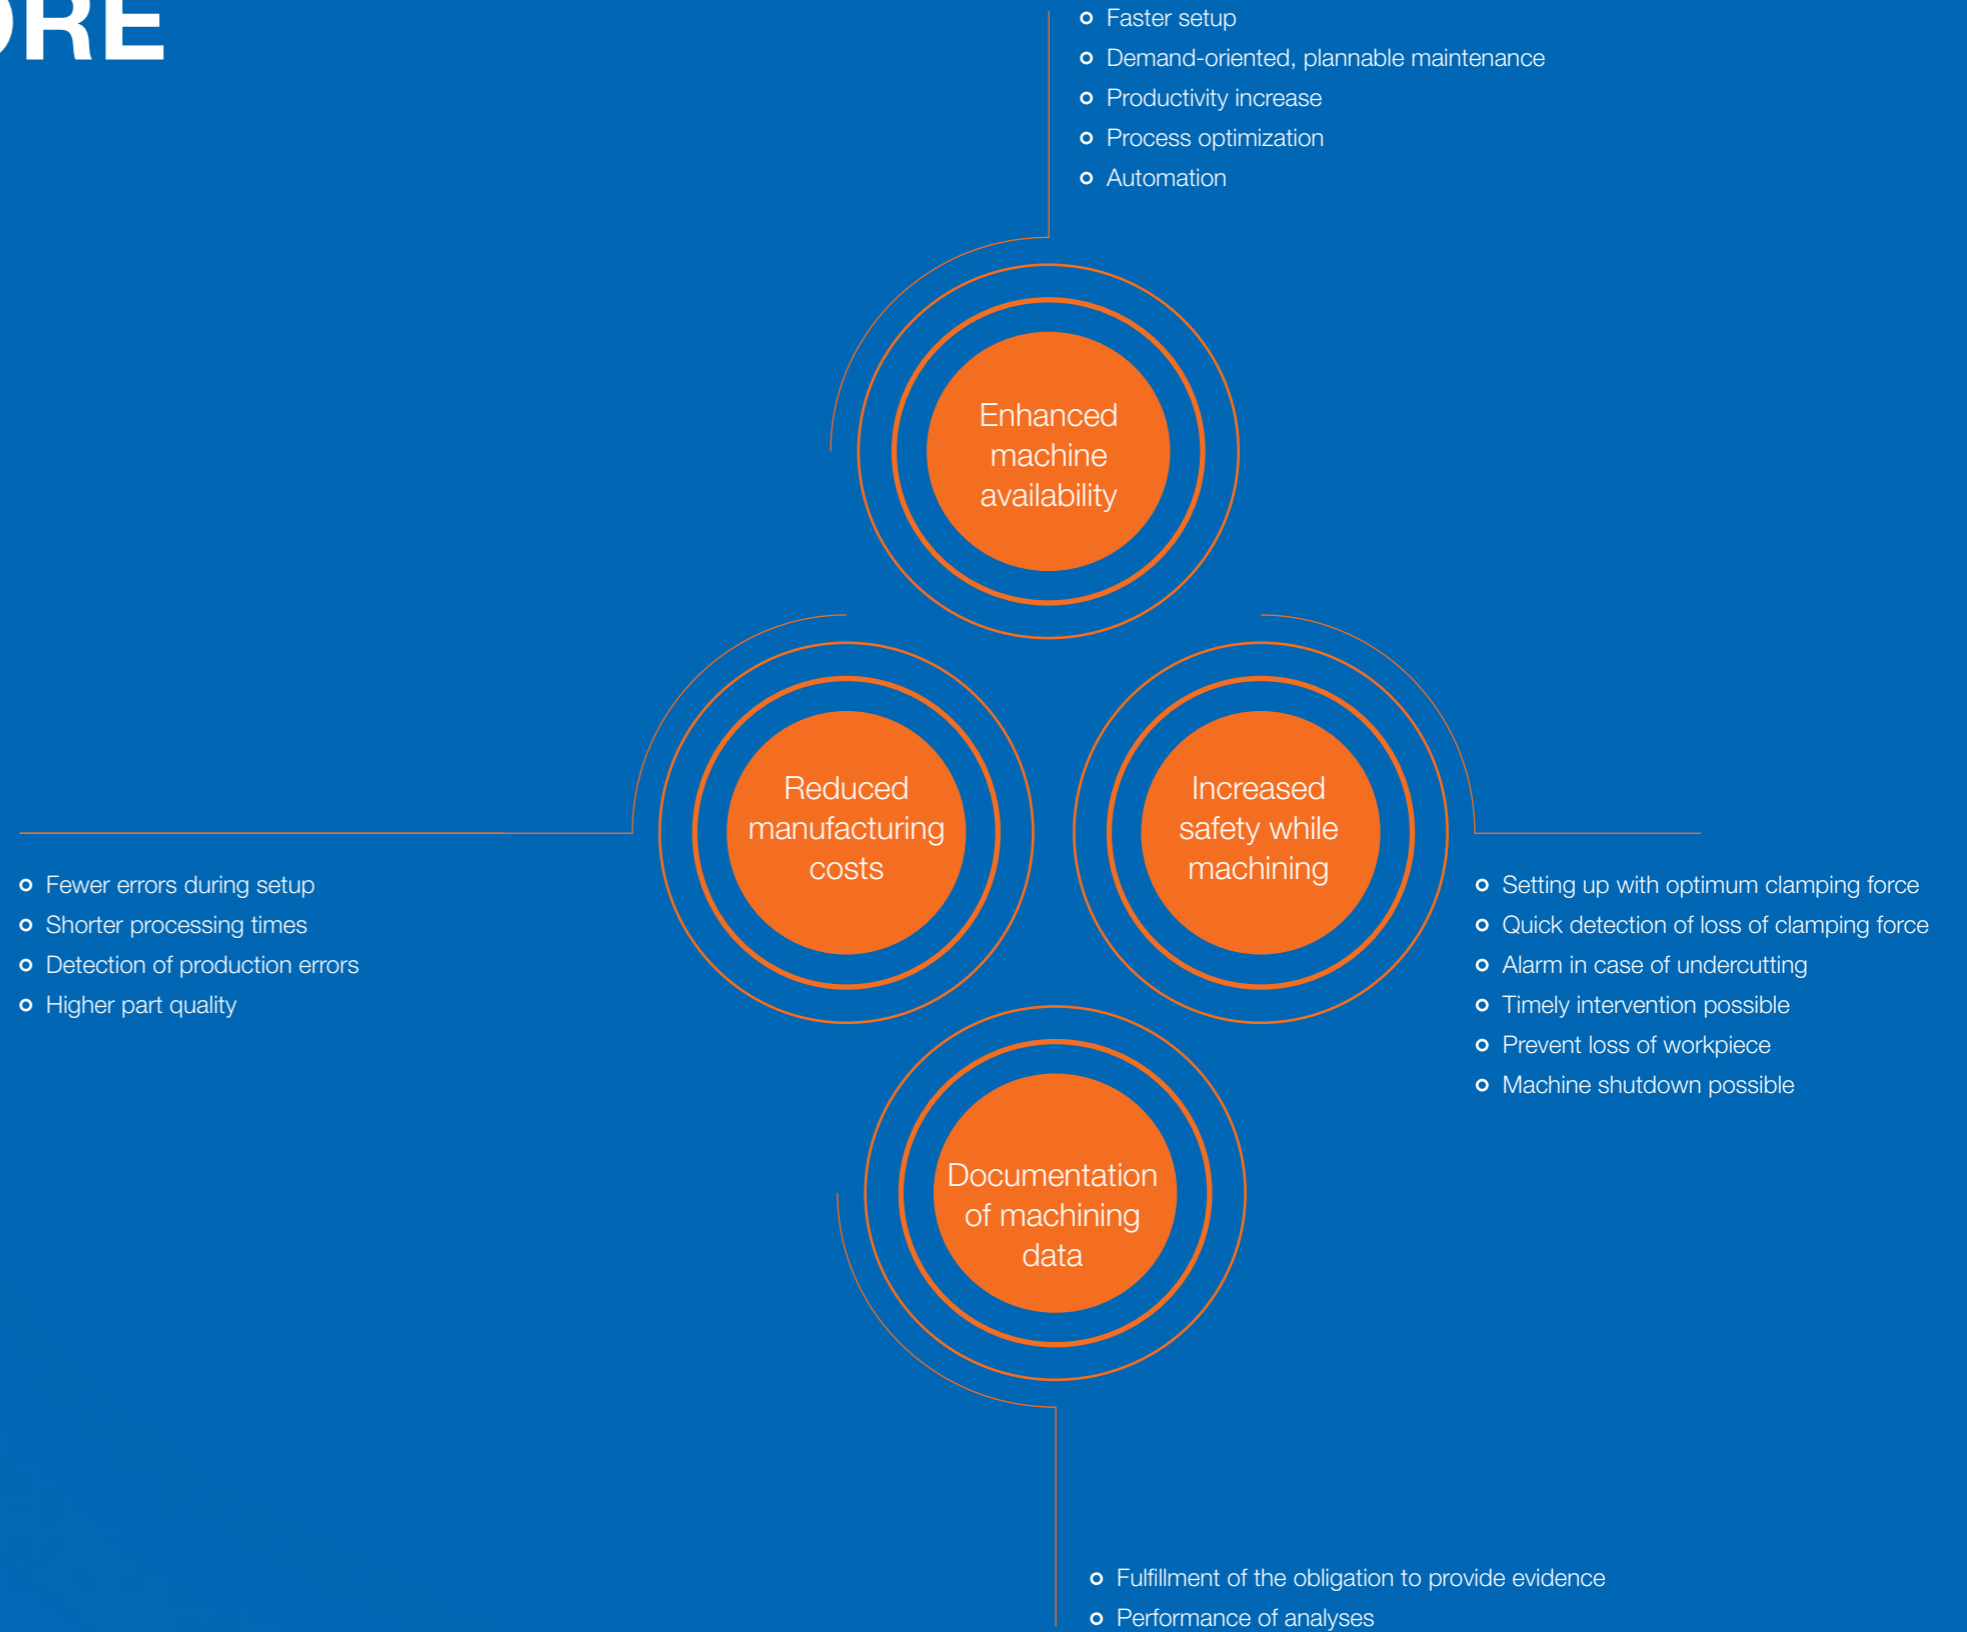 ORE
Faster setup
Demand-oriented, plannable maintenance
Productivity increase
Process optimization
Automation
Enhanced
machine
availability
Reduced
manufacturing
costs
Increased
safety while
machining
Fewer errors during setup
Shorter processing times
Detection of production errors
Higher part quality
Setting up with optimum clamping force
Quick detection of loss of clamping force
Alarm in case of undercutting
Timely intervention possible
Prevent loss of workpiece
Machine shutdown possible
Documentation
of machining
data
Fulfillment of the obligation to provide evidence
Performance of analyses